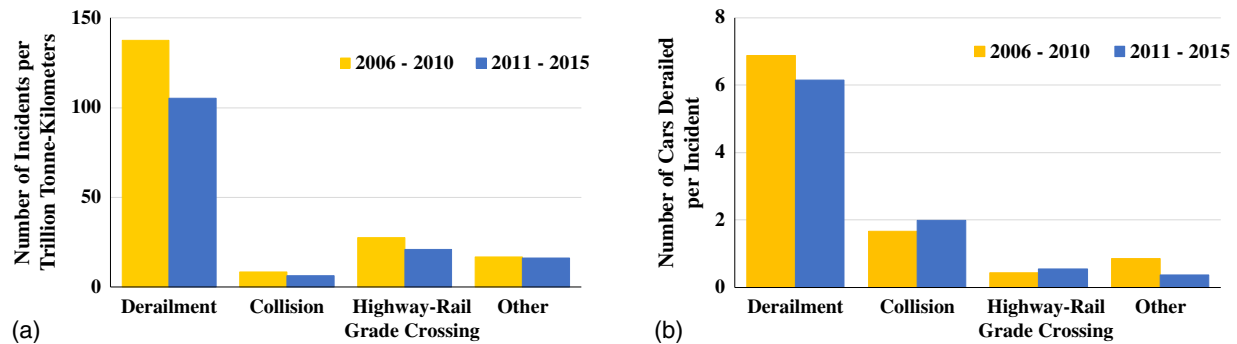 Number of Incidents per
Trillion Tonne-Kilometers
150
100
50
0
2006 - 2010
2011 - 2015
Derailment
Collision
Highway-Rail
Grade Crossing
Other
(a)
Number of Cars Derailed
per Incident
8
6
4
2
0
2006 - 2010
2011 - 2015
Derailment
Collision
Highway-Rail
Grade Crossing
Other
(b)